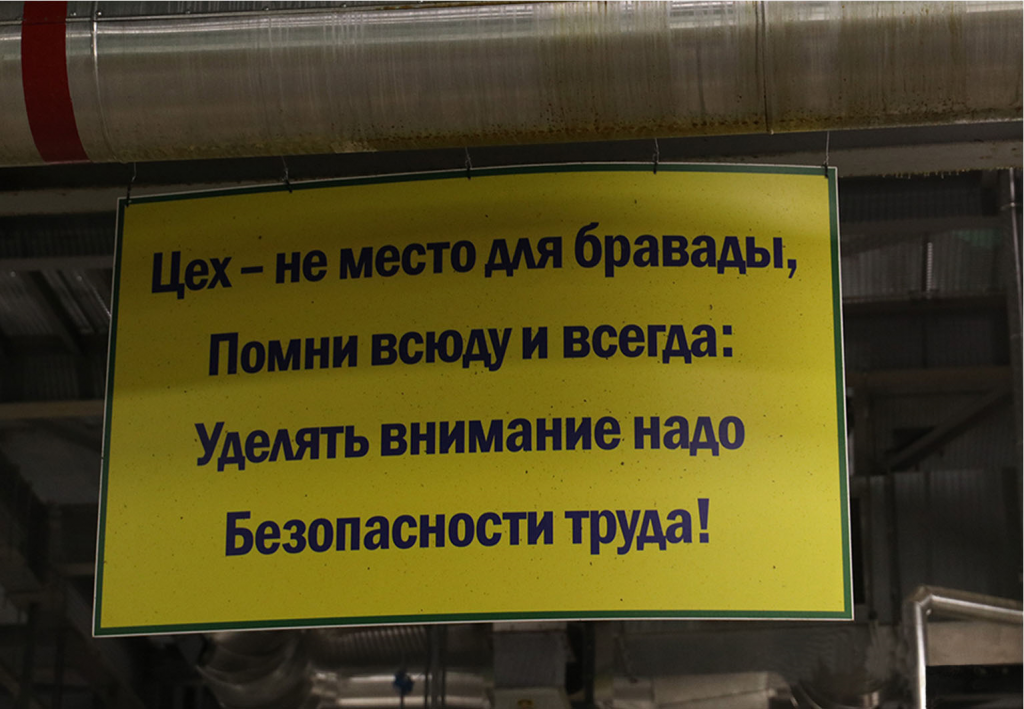 Цех – не место для бравады,
Помни всюду и всегда:
Уделять внимание надо
Безопасности труда!